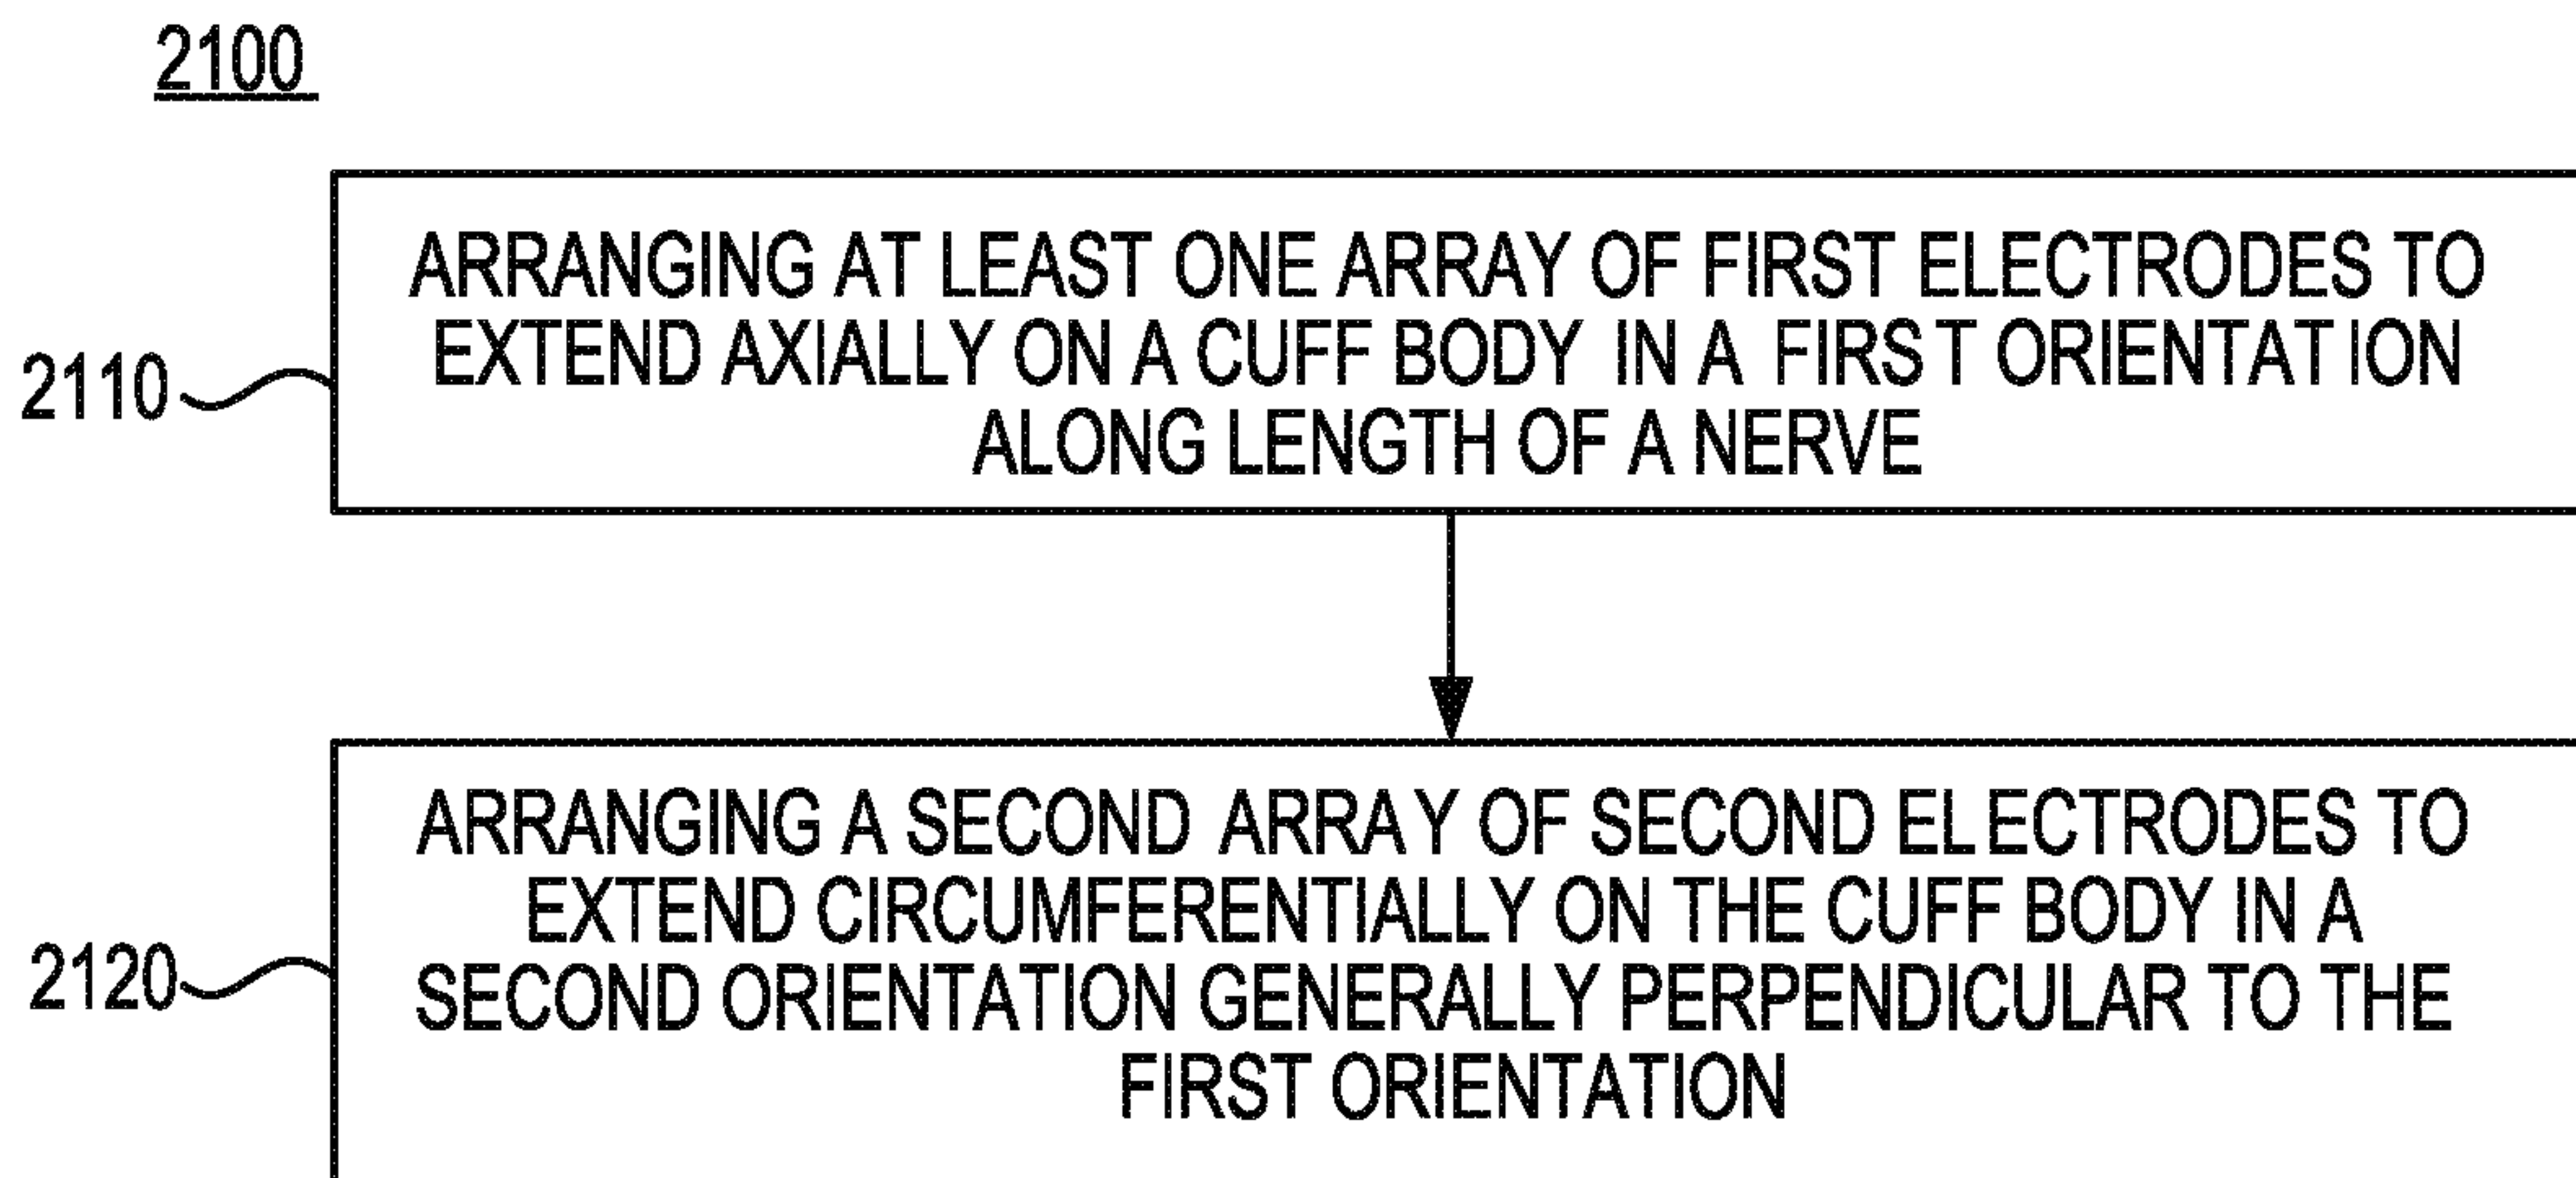 2100
ARRANGING AT LEAST ONE ARRAY OF FIRST ELECTRODES TO
EXTEND AXIALLY ON A CUFF BODY IN A FIRST ORIENTATION
ALONG LENGTH OF A NERVE
2110
ARRANGING A SECOND ARRAY OF SECOND ELECTRODES TO
EXTEND CIRCUMFERENTIALLY ON THE CUFF BODY IN A
SECOND ORIENTATION GENERALLY PERPENDICULAR TO THE
FIRST ORIENTATION
2120